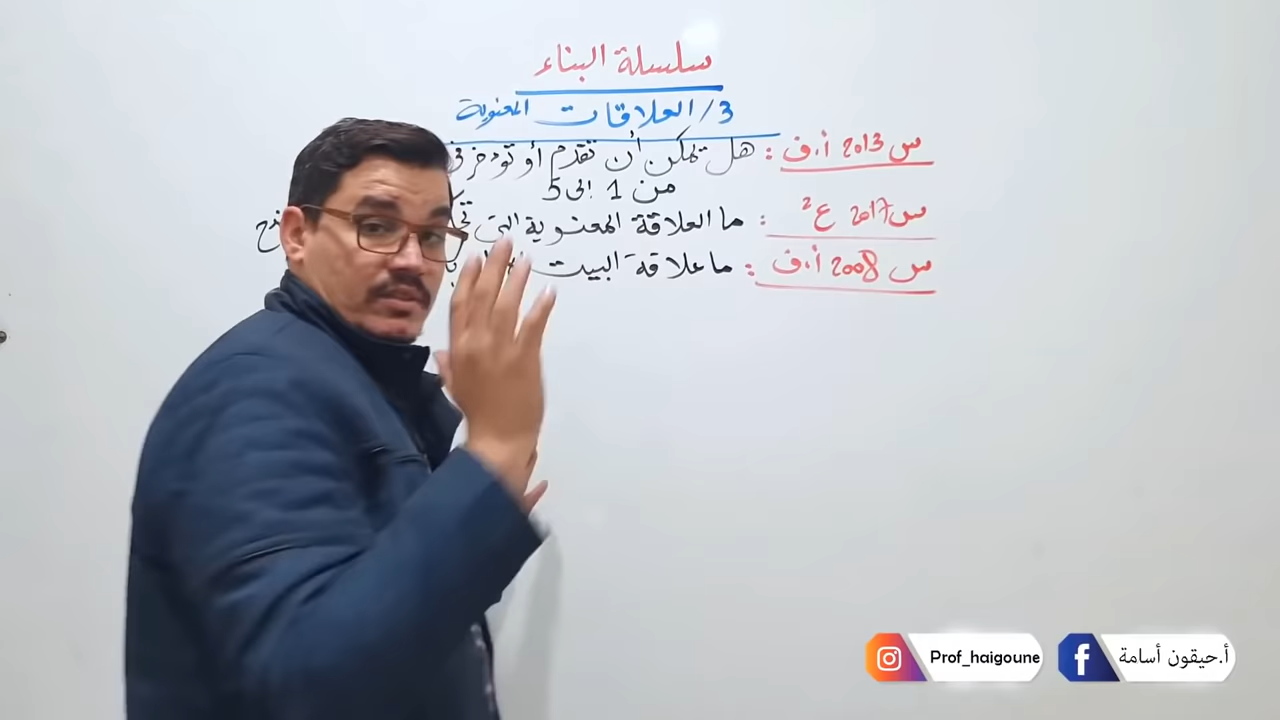 سلسلة البناء
3/ العلاقات المعنوية
س 2013 أ.ف : هل يمكن أن تقدم أو تؤخر في
من 1 إلى 5
س 2017 ع2 : ما العلاقة المعنوية التي
س 2008 أ.ف : ما علاقة البيت
Prof_haigoune
أ.حيقون أسامة